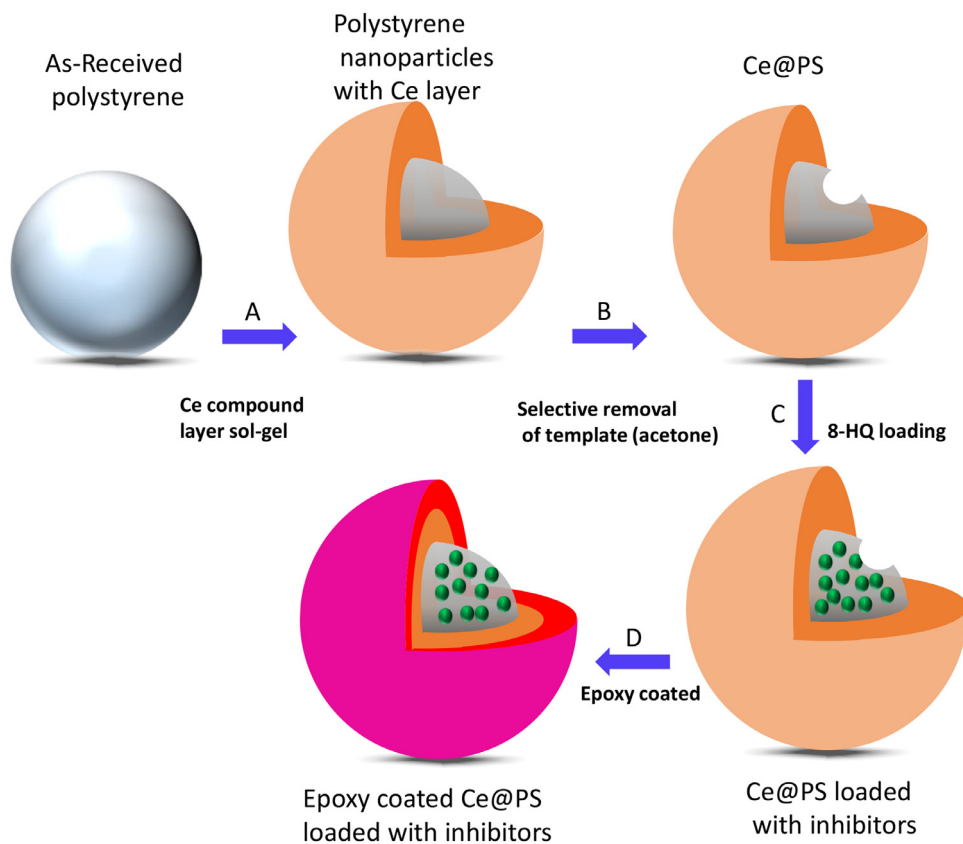 As-Received
polystyrene
Polystyrene
nanoparticles
with Ce layer
Ce@PS
A
Ce compound
layer sol-gel
B
Selective removal
of template (acetone)
C
8-HQ loading
Ce@PS loaded
with inhibitors
D
Epoxy coated
Epoxy coated Ce@PS
loaded with inhibitors